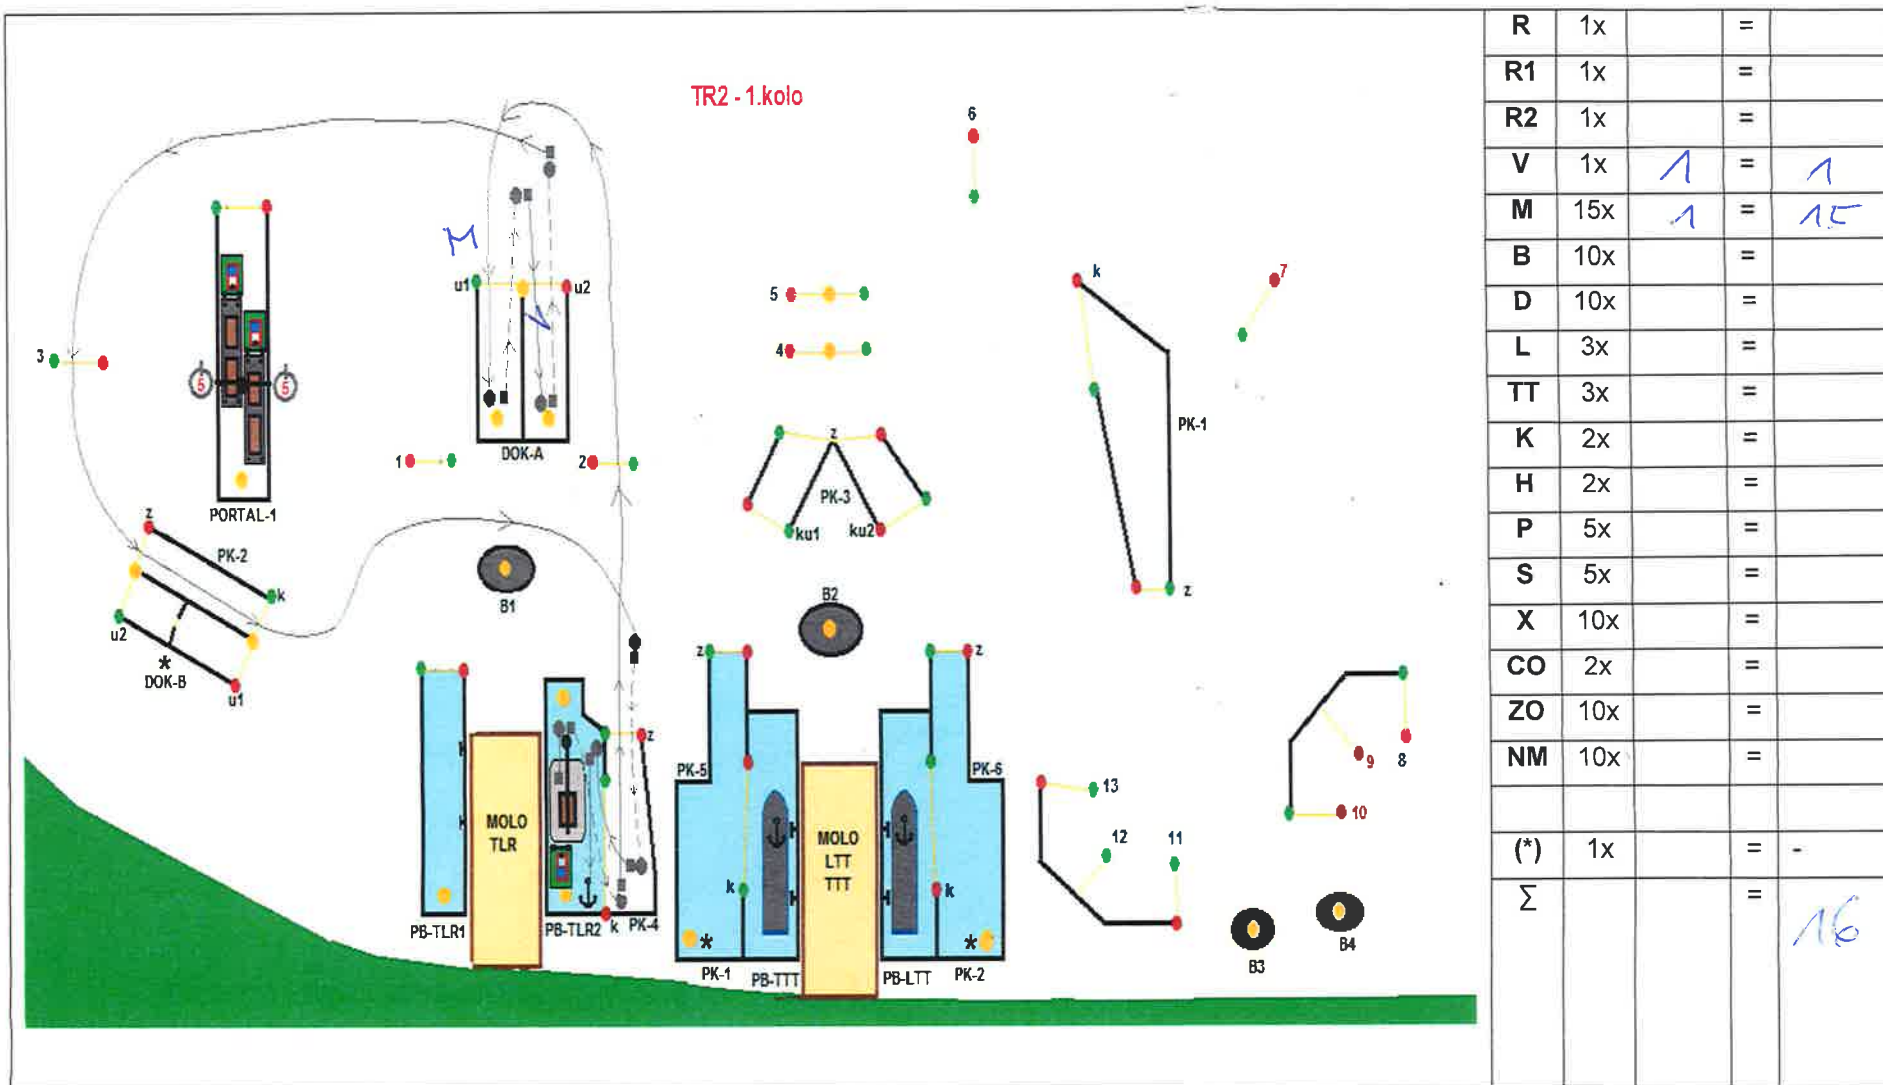 TR2 - 1.kolo
6
M
u1
u2
5
4
k
7
3
5
5
DOK-A
1
2
PORTAL-1
z
PK-3
ku1
ku2
PK-1
z
z
PK-2
k
B1
B2
u2
*
DOK-B
u1
z
z
z
PK-5
PK-6
MOLO
TLR
MOLO
LTT
TTT
k
k
PB-TLR1
PB-TLR2
k
PK-4
*
*
PK-1
PB-TTT
PB-LTT
PK-2
13
12
11
9
8
10
B3
B4
R 1x =
R1 1x =
R2 1x =
V 1x 1 = 1
M 15x 1 = 15
B 10x =
D 10x =
L 3x =
TT 3x =
K 2x =
H 2x =
P 5x =
S 5x =
X 10x =
CO 2x =
ZO 10x =
NM 10x =
(*) 1x = -
Σ = 16